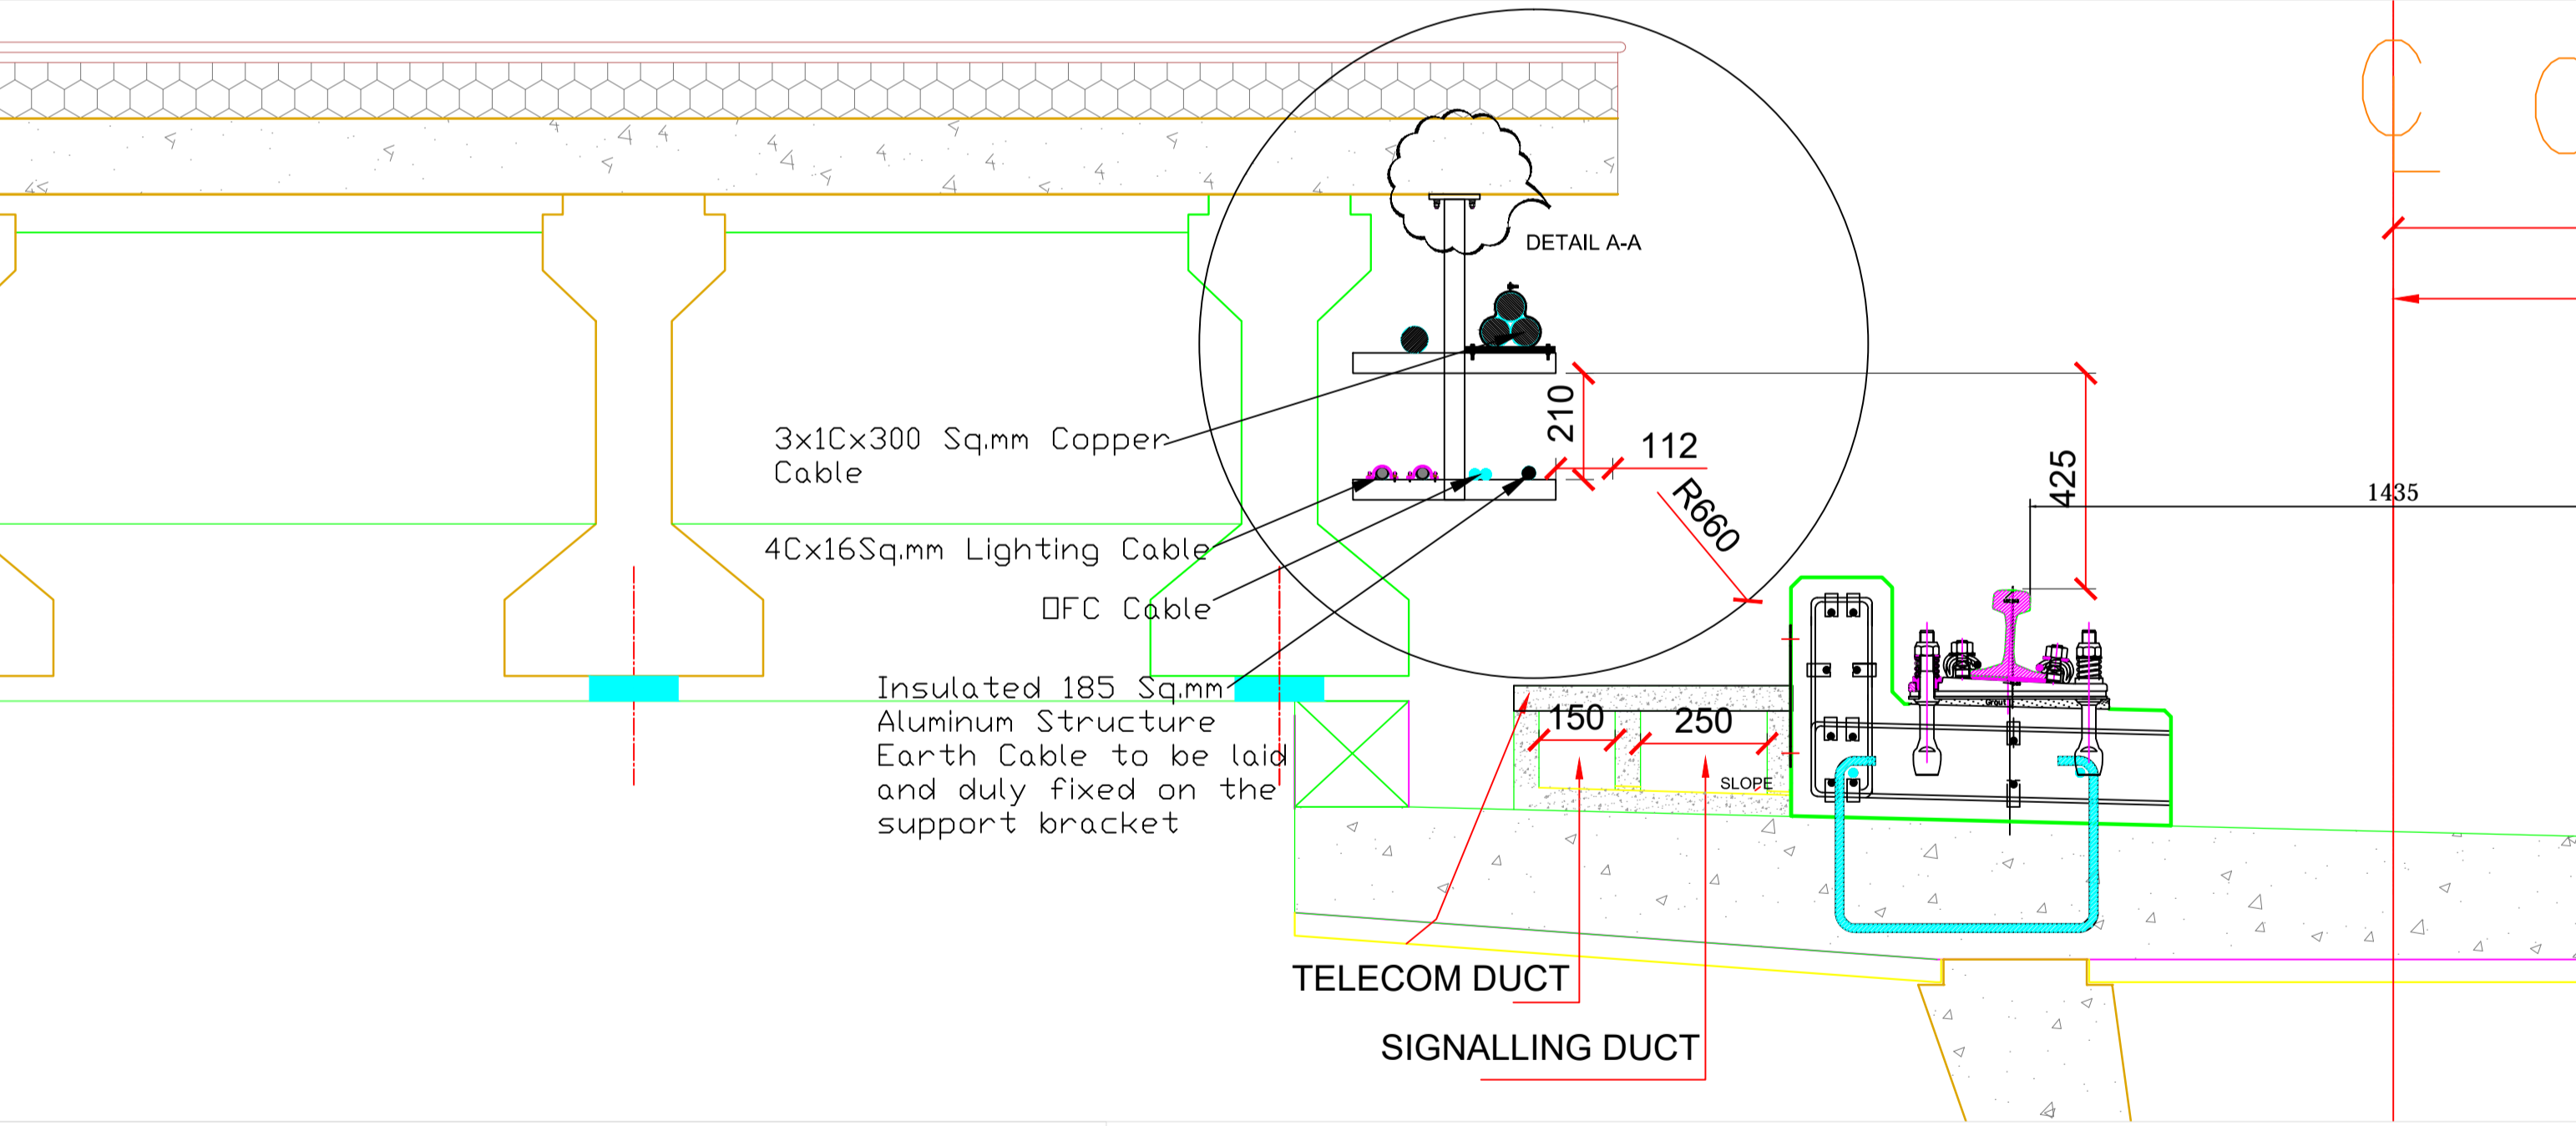 DETAIL A-A
3x1Cx300 Sq.mm Copper
Cable
210
112
425
1435
R660
4Cx16Sq.mm Lighting Cable
OFC Cable
Insulated 185 Sq.mm
Aluminum Structure
Earth Cable to be laid
and duly fixed on the
support bracket
150
250
SLOPE
Grout
TELECOM DUCT
SIGNALLING DUCT